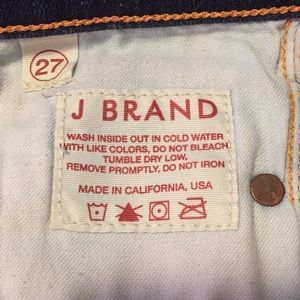 27
J BRAND
WASH INSIDE OUT IN COLD WATER
WITH LIKE COLORS, DO NOT BLEACH
TUMBLE DRY LOW,
REMOVE PROMPTLY, DO NOT IRON
MADE IN CALIFORNIA, USA